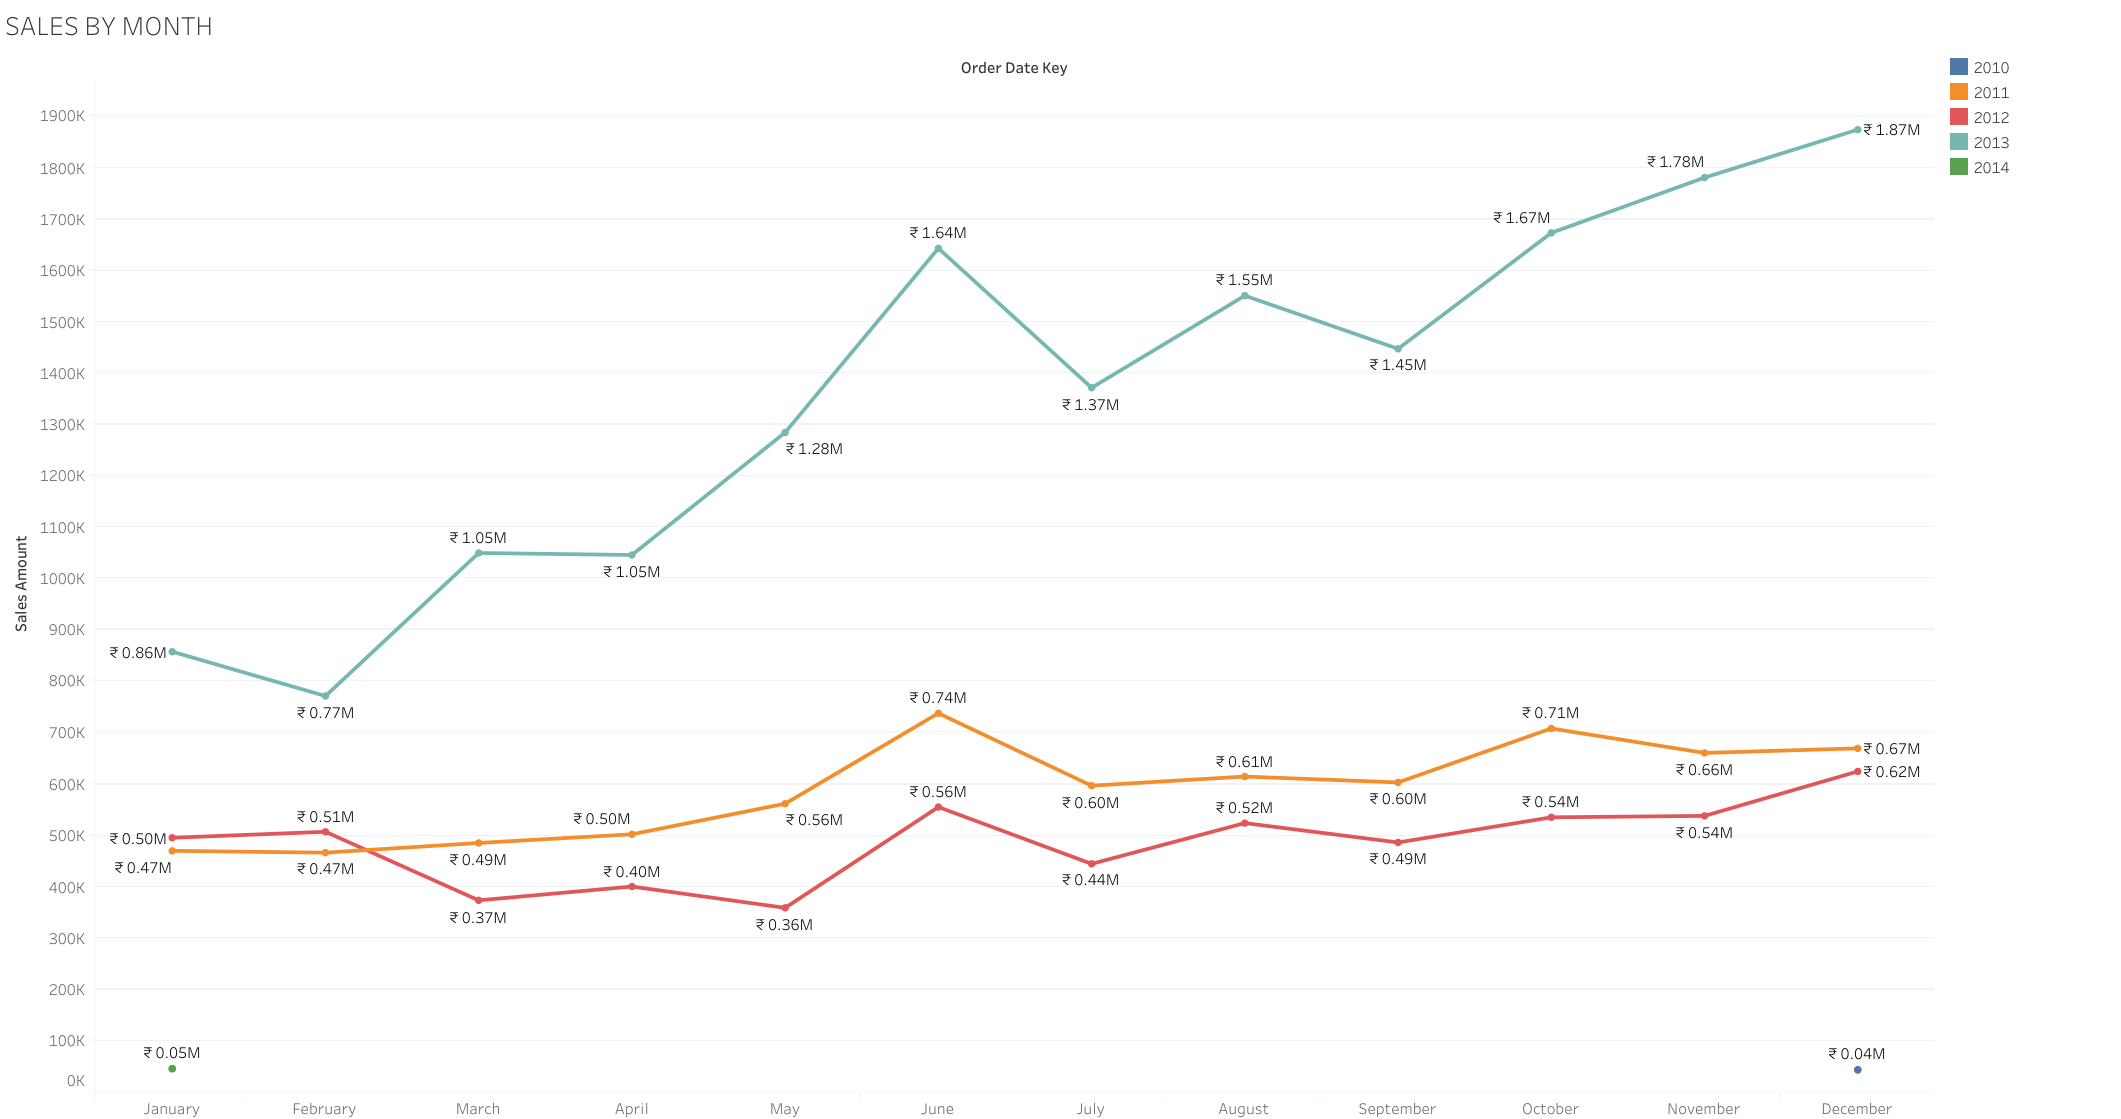 SALES BY MONTH
Order Date Key
2010
2011
2012
2013
2014
Sales Amount
1900K
1800K
1700K
1600K
1500K
1400K
1300K
1200K
1100K
1000K
900K
800K
700K
600K
500K
400K
300K
200K
100K
0K
₹ 0.86M
₹ 0.77M
₹ 1.05M
₹ 1.05M
₹ 1.28M
₹ 1.64M
₹ 1.37M
₹ 1.55M
₹ 1.45M
₹ 1.67M
₹ 1.78M
₹ 1.87M
₹ 0.47M
₹ 0.47M
₹ 0.49M
₹ 0.50M
₹ 0.56M
₹ 0.74M
₹ 0.60M
₹ 0.61M
₹ 0.60M
₹ 0.71M
₹ 0.66M
₹ 0.67M
₹ 0.50M
₹ 0.51M
₹ 0.37M
₹ 0.40M
₹ 0.36M
₹ 0.56M
₹ 0.44M
₹ 0.52M
₹ 0.49M
₹ 0.54M
₹ 0.54M
₹ 0.62M
₹ 0.05M
₹ 0.04M
January
February
March
April
May
June
July
August
September
October
November
December